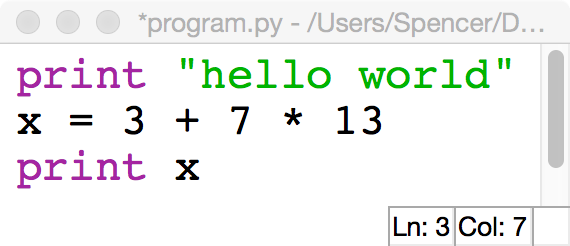 *program.py - /Users/Spencer/D...
print "hello world"
x = 3 + 7 * 13
print x
Ln: 3 Col: 7